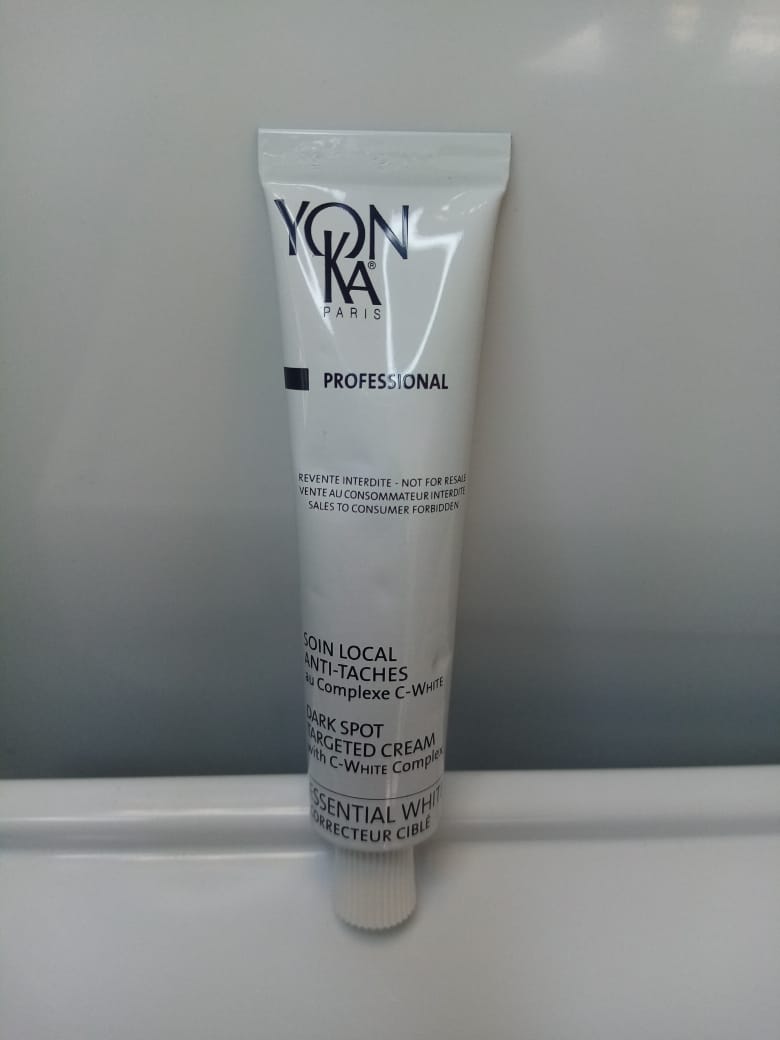 YON
KA®
PARIS
PROFESSIONAL
REVENTE INTERDITE - NOT FOR RESALE
VENTE AU CONSOMMATEUR INTERDITE
SALES TO CONSUMER FORBIDDEN
SOIN LOCAL
ANTI-TACHES
au Complexe C-WHITE
DARK SPOT
TARGETED CREAM
with C-WHITE Complex
ESSENTIAL WHITE
CORRECTEUR CIBLÉ